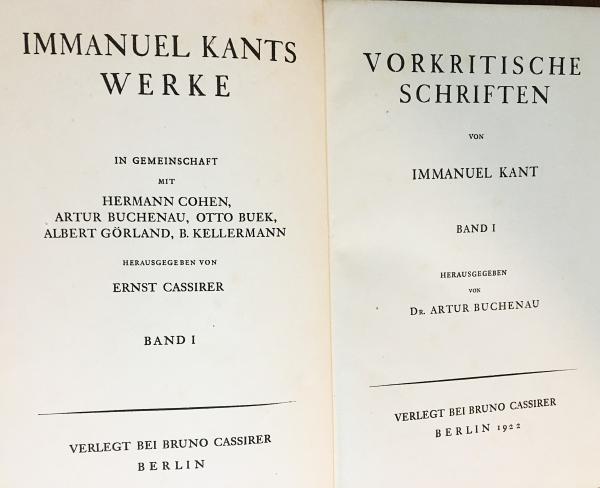 IMMANUEL KANTS
WERKE
IN GEMEINSCHAFT
MIT
HERMANN COHEN,
ARTUR BUCHENAU, OTTO BUEK,
ALBERT GÖRLAND, B. KELLERMANN
HERAUSGEGEBEN VON
ERNST CASSIRER
BAND I
VERLEGT BEI BRUNO CASSIRER
BERLIN
VORKRITISCHE
SCHRIFTEN
VON
IMMANUEL KANT
BAND I
HERAUSGEGEBEN
VON
DR. ARTUR BUCHENAU
VERLEGT BEI BRUNO CASSIRER
BERLIN 1922